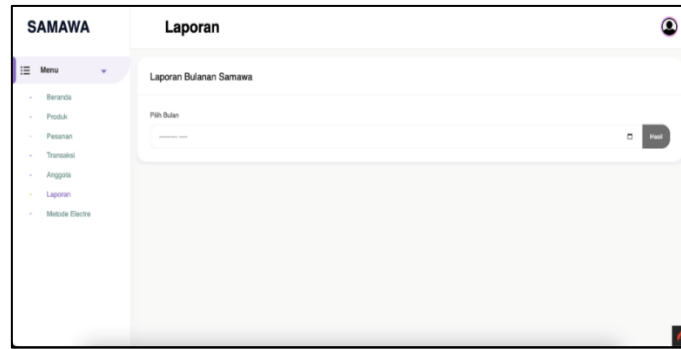 SAMAWA
Laporan
Menu
- Beranda
- Produk
- Pesanan
- Transaksi
- Anggota
- Laporan
- Metode Electre
Laporan Bulanan Samawa
Pilih Bulan
--------- ----
Hasil